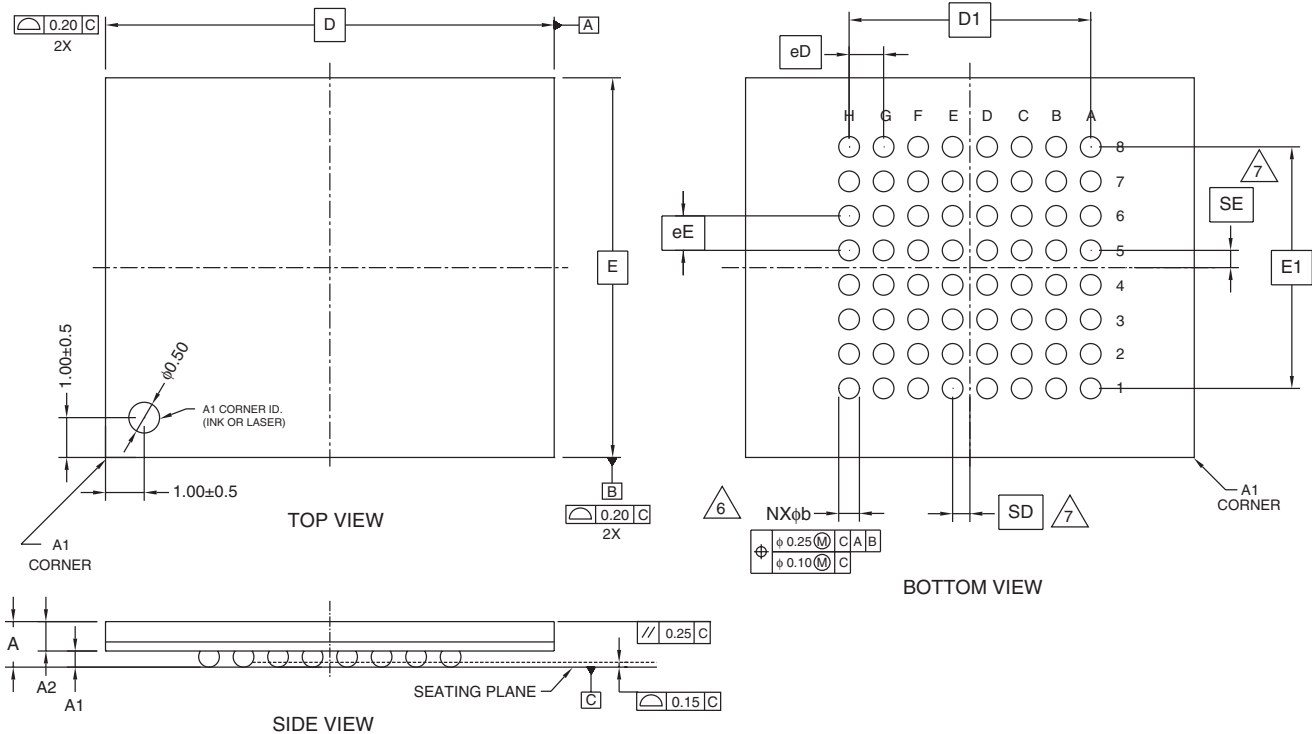 ⌓ 0.20 C
2X
D
A
E
1.00±0.5
ϕ0.50
A1 CORNER ID.
(INK OR LASER)
1.00±0.5
A1
CORNER
TOP VIEW
B
⌓ 0.20 C
2X
D1
eD
H G F E D C B A
8
7
6
5
4
3
2
1
7
SE
eE
E1
A1
CORNER
6
NXϕb
SD
7
⌖ ϕ 0.25 Ⓜ C A B
ϕ 0.10 Ⓜ C
BOTTOM VIEW
A
A2
A1
// 0.25 C
SEATING PLANE
C
⌓ 0.15 C
SIDE VIEW